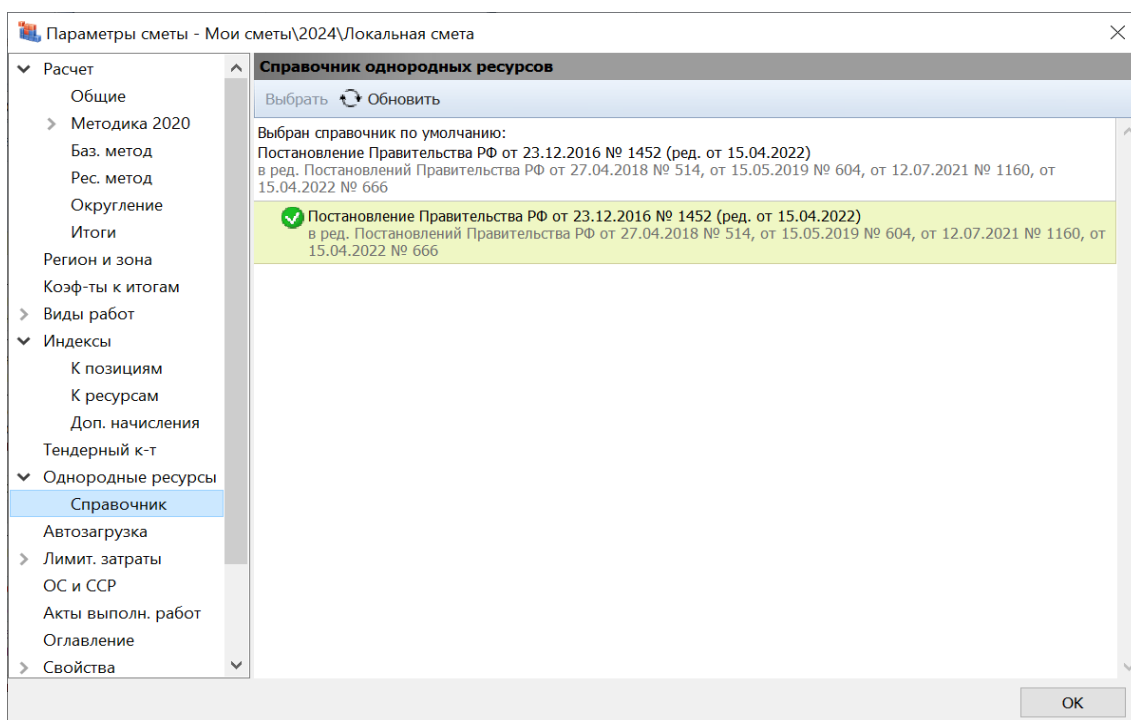 Параметры сметы - Мои сметы\2024\Локальная смета
Расчет
Общие
Методика 2020
Баз. метод
Рес. метод
Округление
Итоги
Регион и зона
Коэф-ты к итогам
Виды работ
Индексы
К позициям
К ресурсам
Доп. начисления
Тендерный к-т
Однородные ресурсы
Справочник
Автозагрузка
Лимит. затраты
ОС и ССР
Акты выполн. работ
Оглавление
Свойства
Справочник однородных ресурсов
Выбрать Обновить
Выбран справочник по умолчанию:
Постановление Правительства РФ от 23.12.2016 № 1452 (ред. от 15.04.2022)
в ред. Постановлений Правительства РФ от 27.04.2018 № 514, от 15.05.2019 № 604, от 12.07.2021 № 1160, от
15.04.2022 № 666
Постановление Правительства РФ от 23.12.2016 № 1452 (ред. от 15.04.2022)
в ред. Постановлений Правительства РФ от 27.04.2018 № 514, от 15.05.2019 № 604, от 12.07.2021 № 1160, от
15.04.2022 № 666
ОК